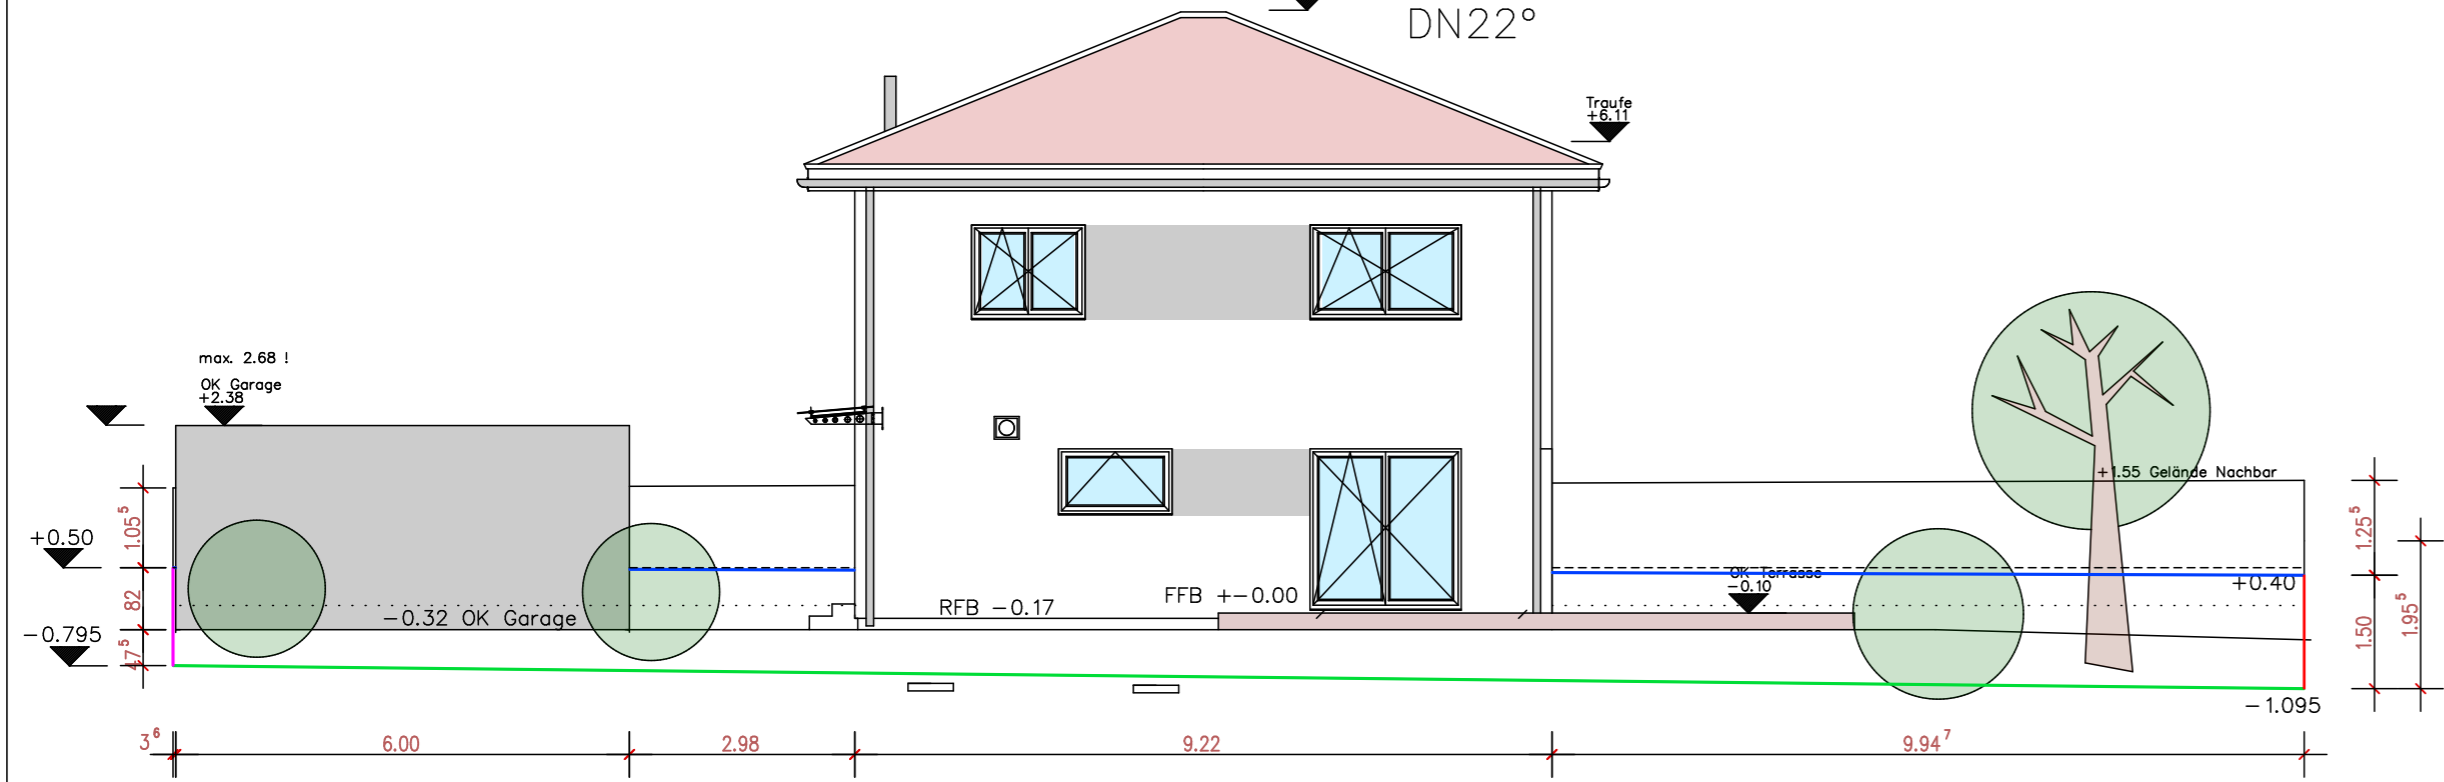 DN22°
Traufe
+6.11
max. 2.68 !
OK Garage
+2.38
+1.55 Gelände Nachbar
1.05⁵
1.25⁵
+0.50
OK Terrasse
-0.10
+0.40
82
FFB +-0.00
RFB -0.17
1.95⁵
-0.32 OK Garage
1.50
-0.795
47⁵
-1.095
3⁶
6.00
2.98
9.22
9.94⁷